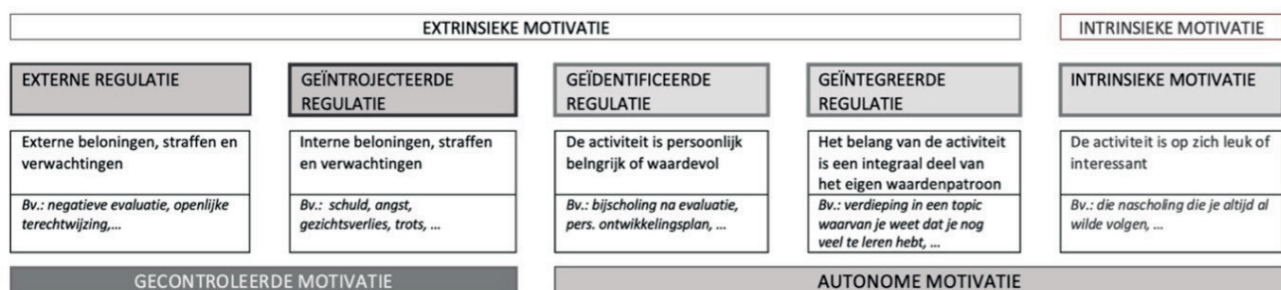 EXTRINSIEKE MOTIVATIE
INTRINSIEKE MOTIVATIE
EXTERNE REGULATIE
GEÏNTROJECTEERDE
REGULATIE
GEÏDENTIFICEERDE
REGULATIE
GEÏNTEGREERDE
REGULATIE
INTRINSIEKE MOTIVATIE
Externe beloningen, straffen en
verwachtingen
Interne beloningen, straffen
en verwachtingen
De activiteit is persoonlijk
belngrijk of waardevol
Het belang van de activiteit
is een integraal deel van
het eigen waardenpatroon
De activiteit is op zich leuk of
interessant
Bv.: negatieve evaluatie, openlijke
terechtwijzing,...
Bv.: schuld, angst,
gezichtsverlies, trots, ...
Bv.: bijscholing na evaluatie,
pers. ontwikkelingsplan, ...
Bv.: verdieping in een topic
waarvan je weet dat je nog
veel te leren hebt, ...
Bv.: die nascholing die je altijd al
wilde volgen, ...
GECONTROLEERDE MOTIVATIE
AUTONOME MOTIVATIE